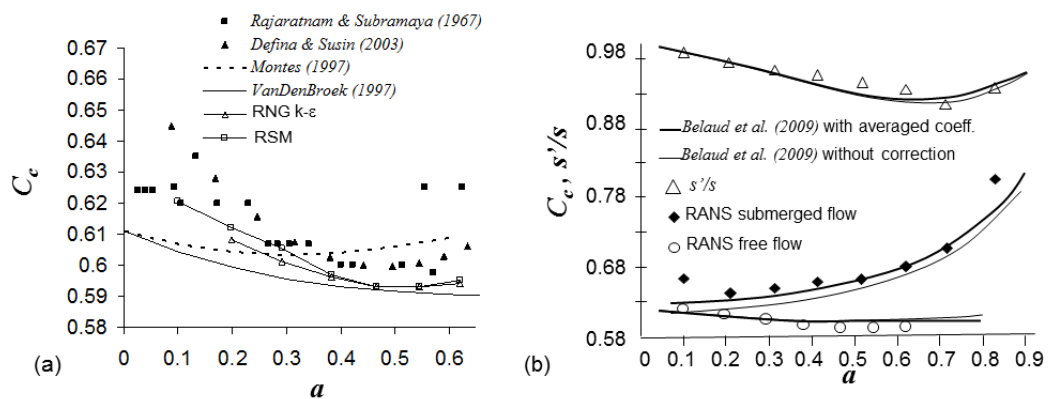 Rajaratnam & Subramaya (1967)
Defina & Susin (2003)
Montes (1997)
VanDenBroek (1997)
RNG k-ε
RSM
0.67
0.66
0.65
0.64
0.63
0.62
0.61
0.6
0.59
0.58
C_c
0 0.1 0.2 0.3 0.4 0.5 0.6
a
(a)
0.98
0.88
0.78
0.68
0.58
C_c , s'/s
Belaud et al. (2009) with averaged coeff.
Belaud et al. (2009) without correction
s'/s
RANS submerged flow
RANS free flow
0 0.1 0.2 0.3 0.4 0.5 0.6 0.7 0.8 0.9
a
(b)